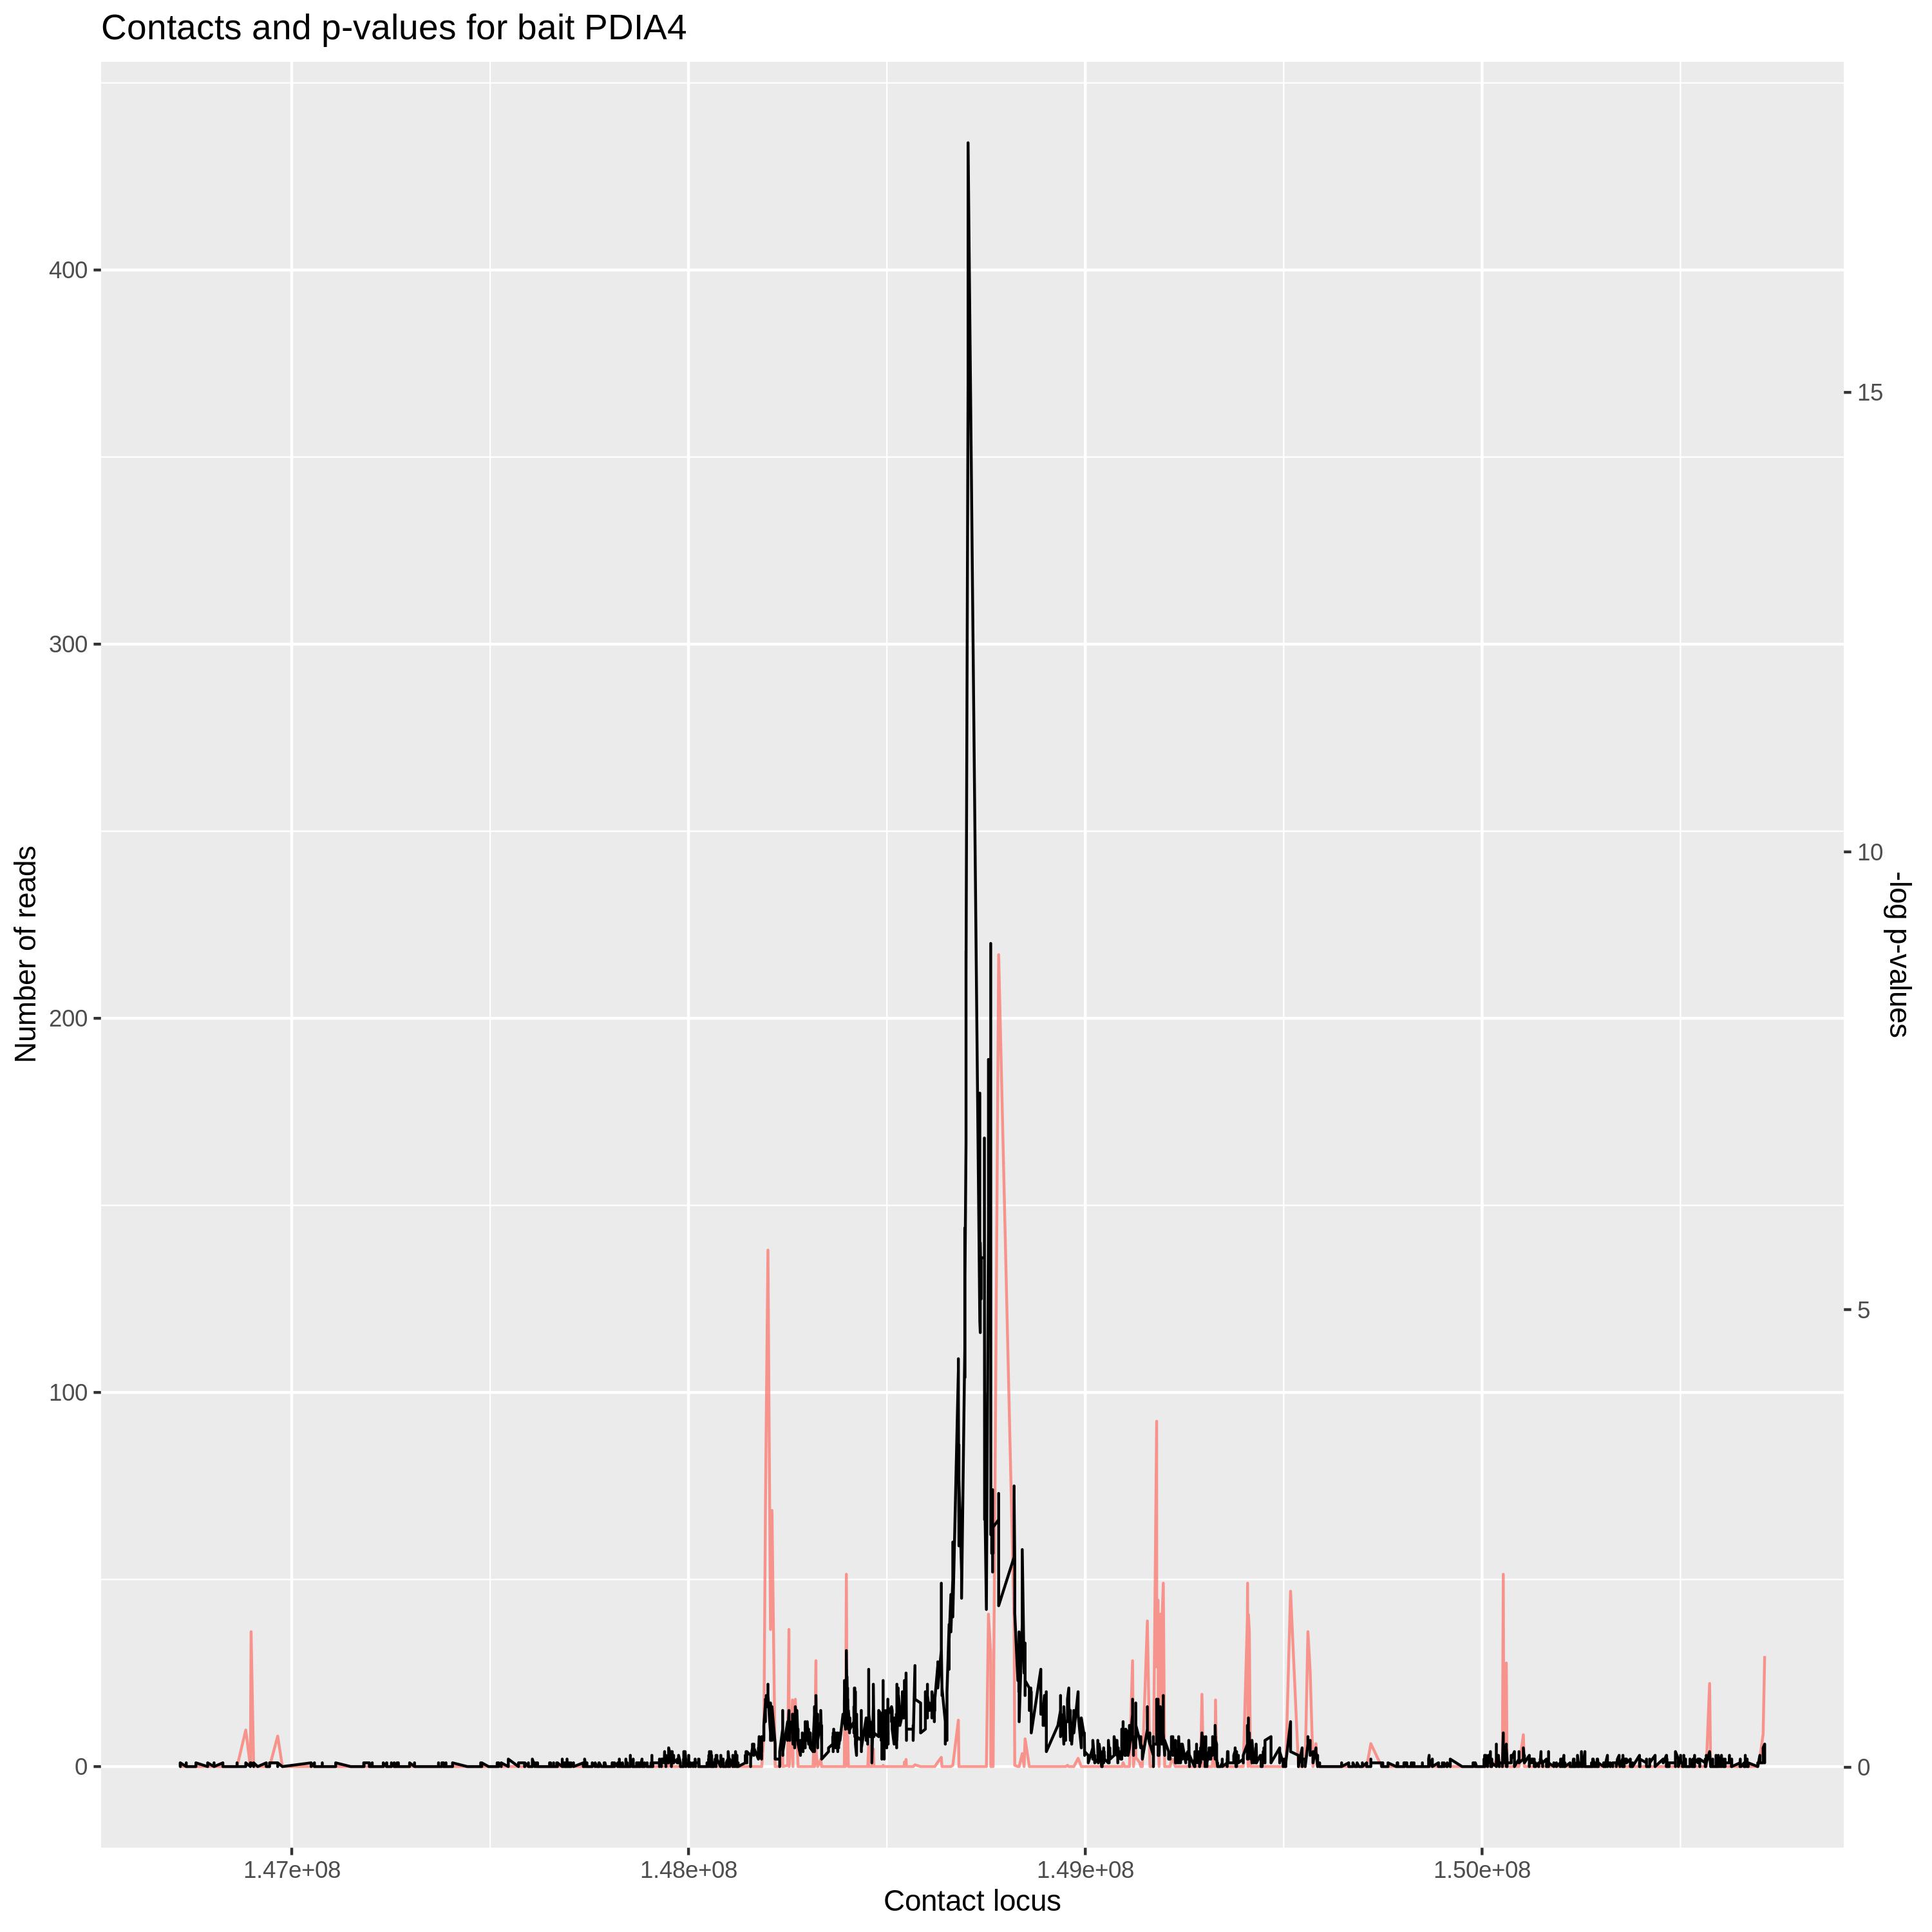 Contacts and p-values for bait PDIA4
400
300
200
100
0
Number of reads
15
10
5
0
-log p-values
1.47e+08 1.48e+08 1.49e+08 1.50e+08
Contact locus